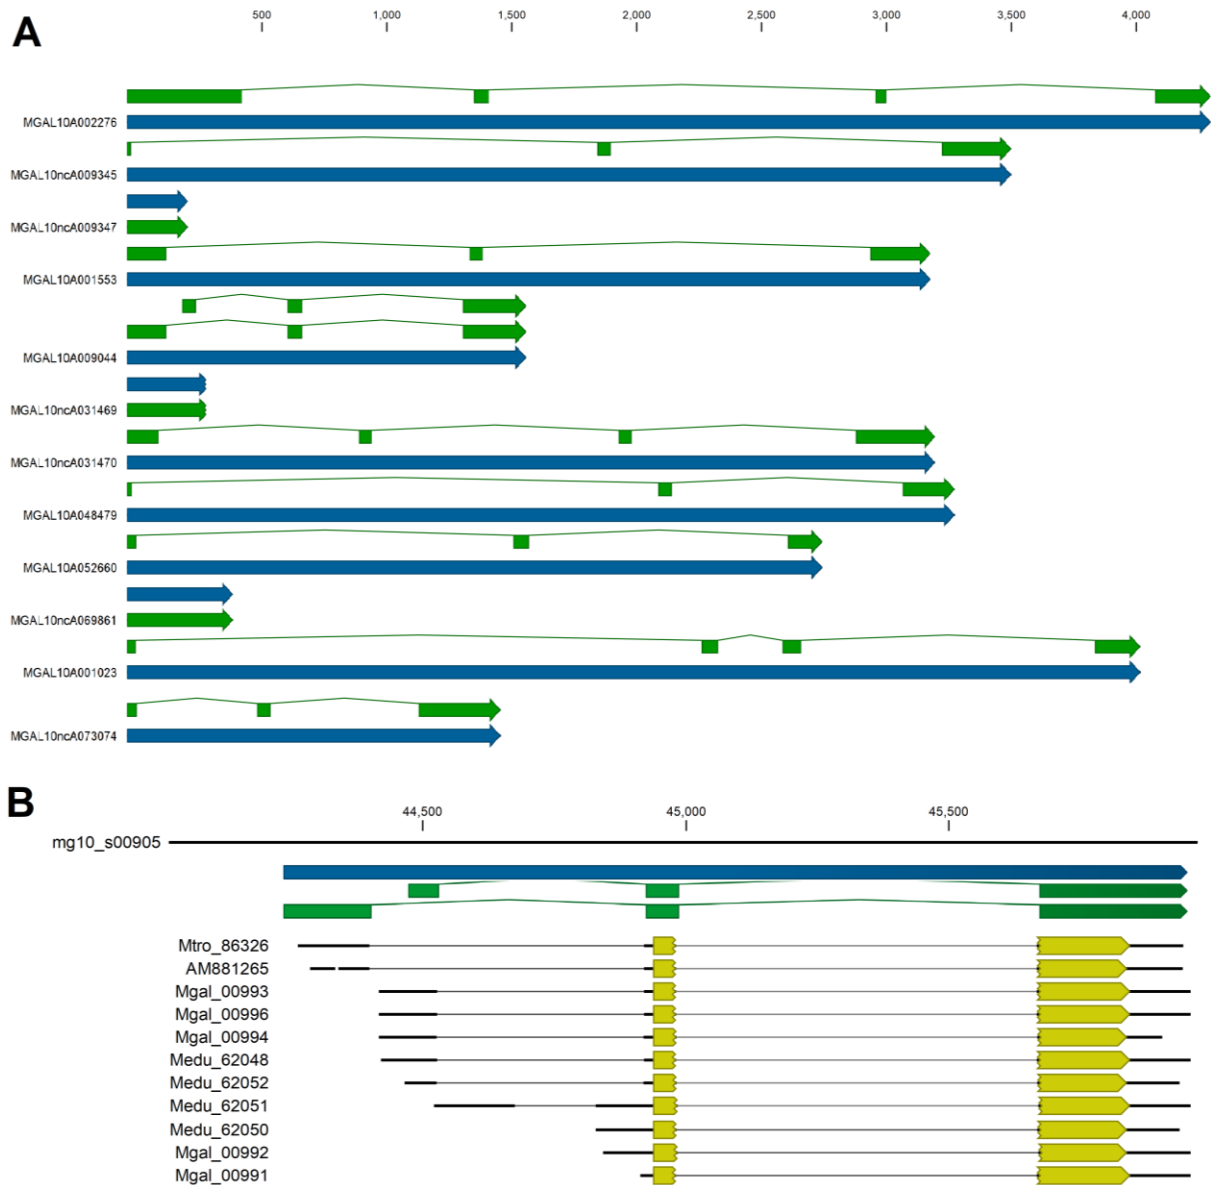 A
500 1,000 1,500 2,000 2,500 3,000 3,500 4,000
MGAL10A002276
MGAL10ncA009345
MGAL10ncA009347
MGAL10A001553
MGAL10A009044
MGAL10ncA031469
MGAL10ncA031470
MGAL10A048479
MGAL10A052660
MGAL10ncA069861
MGAL10A001023
MGAL10ncA073074
B
44,500 45,000 45,500
mg10_s00905
Mtro_86326
AM881265
Mgal_00993
Mgal_00996
Mgal_00994
Medu_62048
Medu_62052
Medu_62051
Medu_62050
Mgal_00992
Mgal_00991